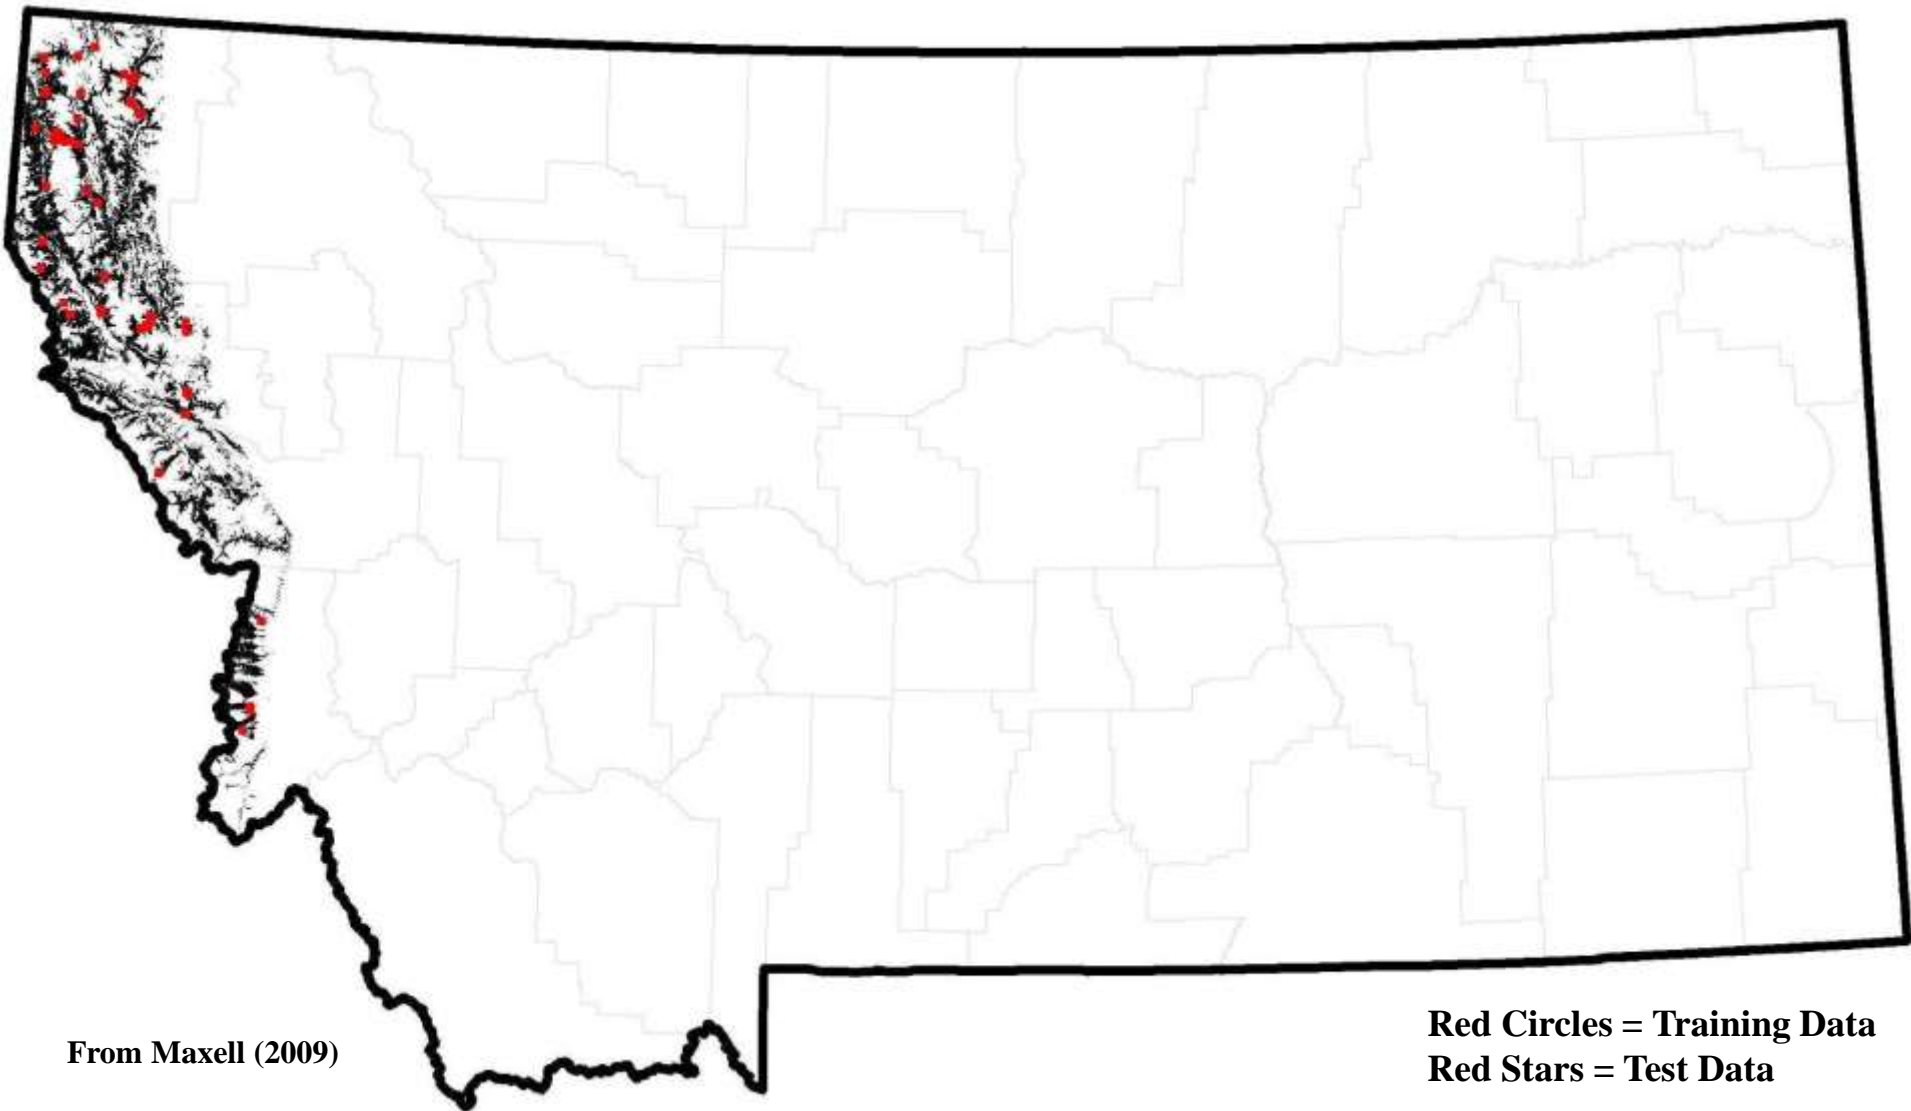 From Maxell (2009)
Red Circles = Training Data
Red Stars = Test Data